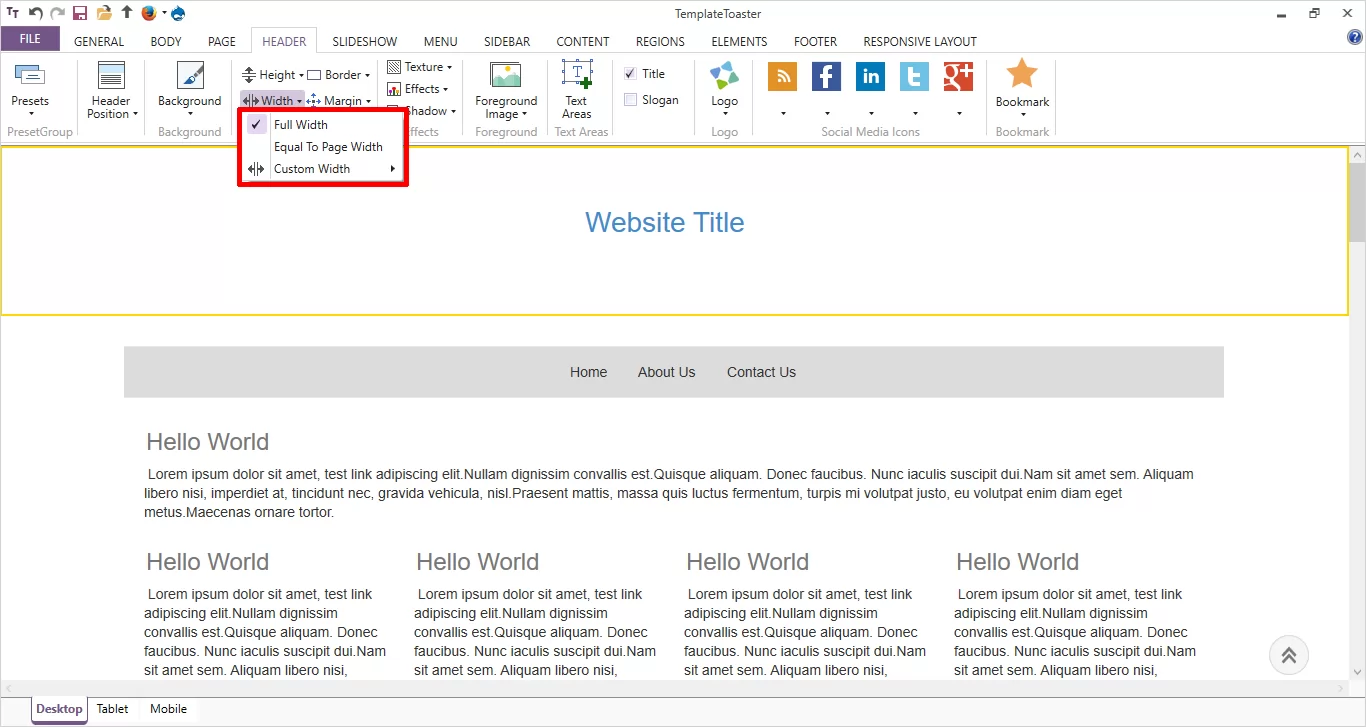 TT TemplateToaster
FILE GENERAL BODY PAGE HEADER SLIDESHOW MENU SIDEBAR CONTENT REGIONS ELEMENTS FOOTER RESPONSIVE LAYOUT
Presets
PresetGroup
Header
Position
Background
Background
Height Border
Width Margin
Full Width
Equal To Page Width
Custom Width
Texture
Effects
Shadow
ffects
Foreground
Image
Foreground
Text
Areas
Text Areas
Title
Slogan
Logo
Logo
f in t g+
Social Media Icons
Bookmark
Bookmark
Website Title
Home About Us Contact Us
Hello World
Lorem ipsum dolor sit amet, test link adipiscing elit.Nullam dignissim convallis est.Quisque aliquam. Donec faucibus. Nunc iaculis suscipit dui.Nam sit amet sem. Aliquam
libero nisi, imperdiet at, tincidunt nec, gravida vehicula, nisl.Praesent mattis, massa quis luctus fermentum, turpis mi volutpat justo, eu volutpat enim diam eget
metus.Maecenas ornare tortor.
Hello World
Lorem ipsum dolor sit amet, test link
adipiscing elit.Nullam dignissim
convallis est.Quisque aliquam. Donec
faucibus. Nunc iaculis suscipit dui.Nam
sit amet sem. Aliquam libero nisi,
Hello World
Lorem ipsum dolor sit amet, test link
adipiscing elit.Nullam dignissim
convallis est.Quisque aliquam. Donec
faucibus. Nunc iaculis suscipit dui.Nam
sit amet sem. Aliquam libero nisi,
Hello World
Lorem ipsum dolor sit amet, test link
adipiscing elit.Nullam dignissim
convallis est.Quisque aliquam. Donec
faucibus. Nunc iaculis suscipit dui.Nam
sit amet sem. Aliquam libero nisi,
Hello World
Lorem ipsum dolor sit amet, test link
adipiscing elit.Nullam dignissim
convallis est.Quisque aliquam. Donec
faucibus. Nunc iaculis suscipit dui.Nam
sit amet sem. Aliquam libero nisi,
Desktop Tablet Mobile